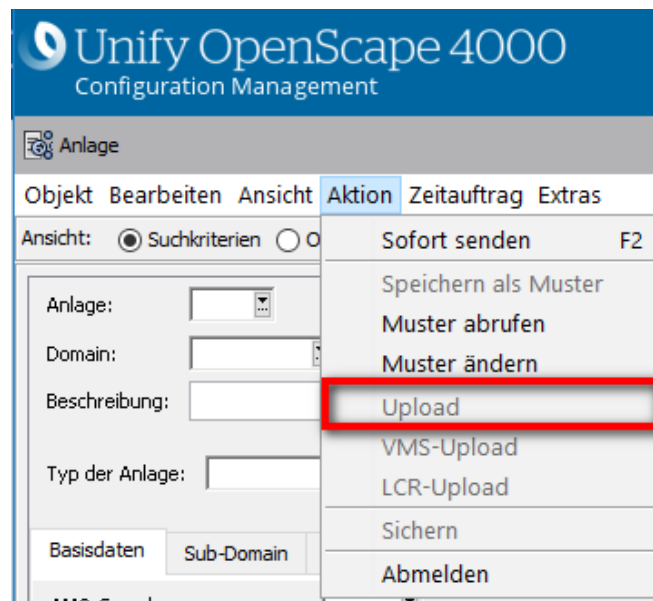 Unify OpenScape 4000
Configuration Management
Anlage
Objekt Bearbeiten Ansicht Aktion Zeitauftrag Extras
Ansicht: Suchkriterien
Sofort senden F2
Speichern als Muster
Muster abrufen
Muster ändern
Upload
VMS-Upload
LCR-Upload
Sichern
Abmelden
Anlage:
Domain:
Beschreibung:
Typ der Anlage:
Basisdaten Sub-Domain